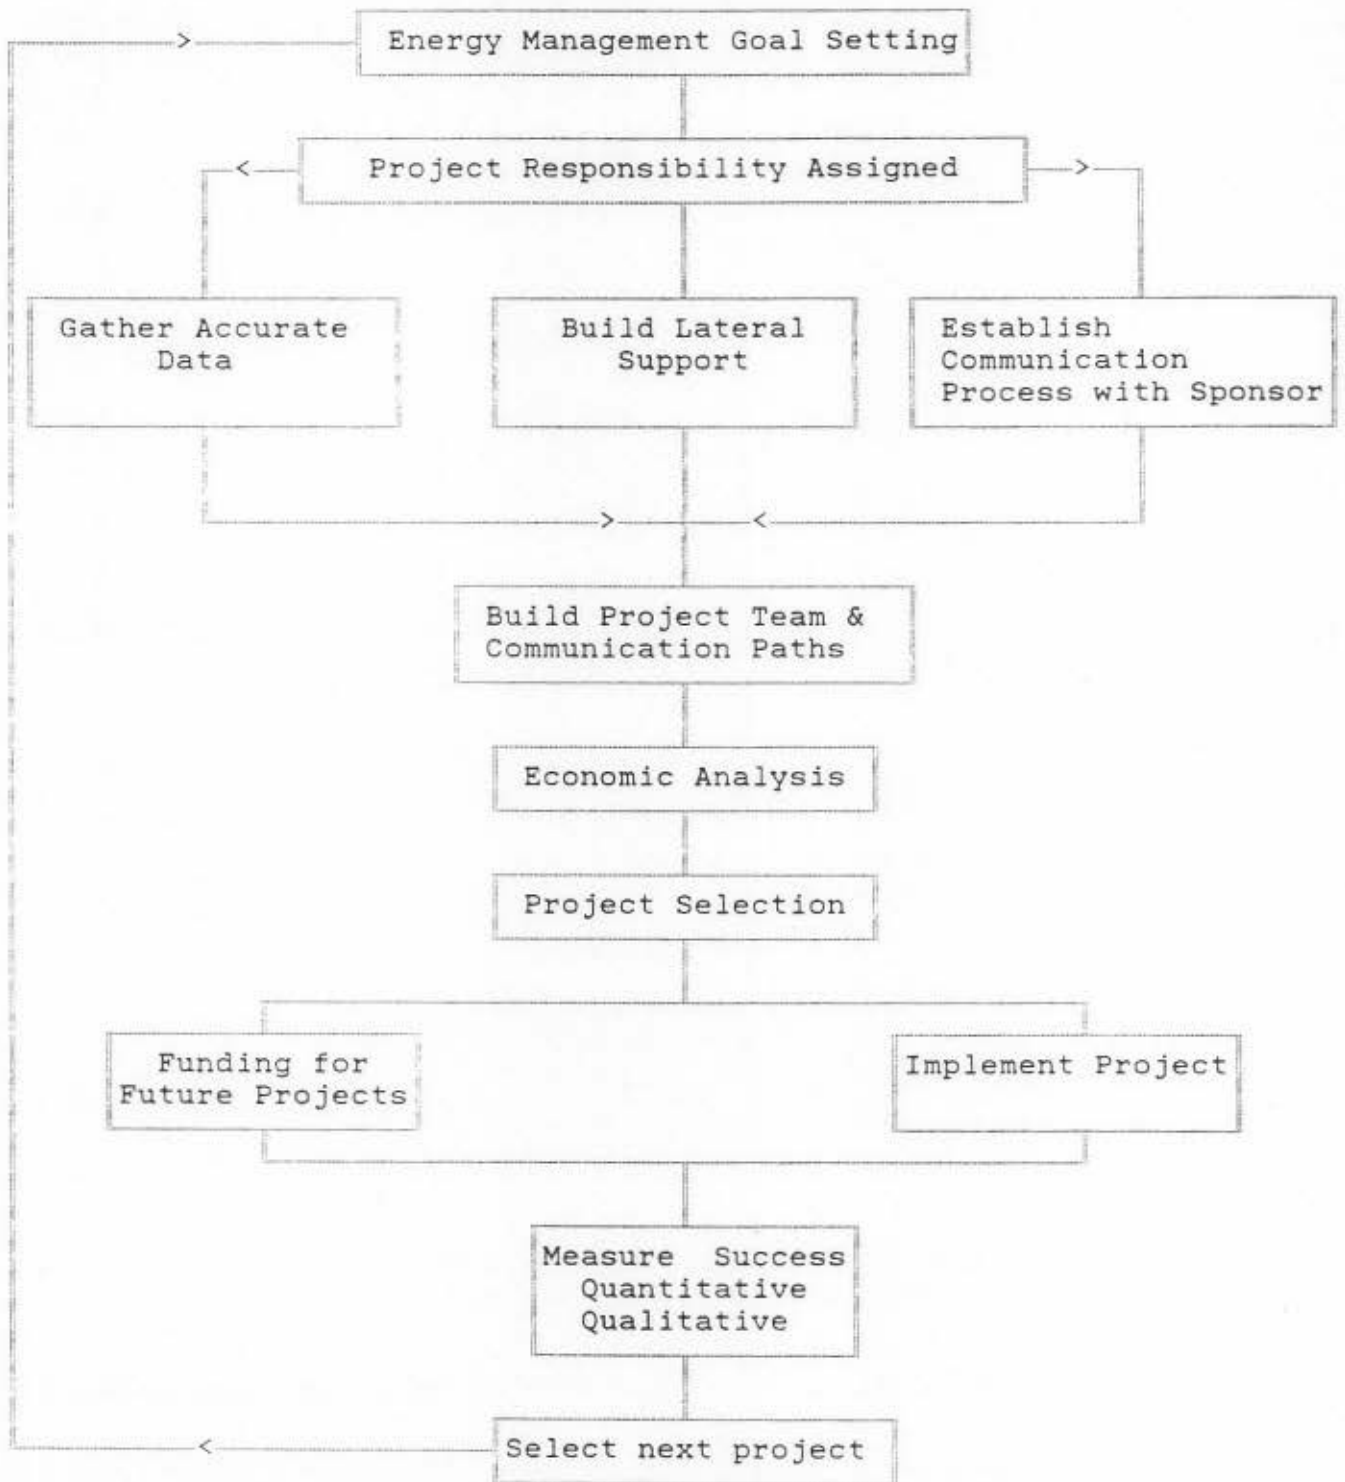 Energy Management Goal Setting
Project Responsibility Assigned
Gather Accurate
Data
Build Lateral
Support
Establish
Communication
Process with Sponsor
Build Project Team &
Communication Paths
Economic Analysis
Project Selection
Funding for
Future Projects
Implement Project
Measure Success
Quantitative
Qualitative
Select next project